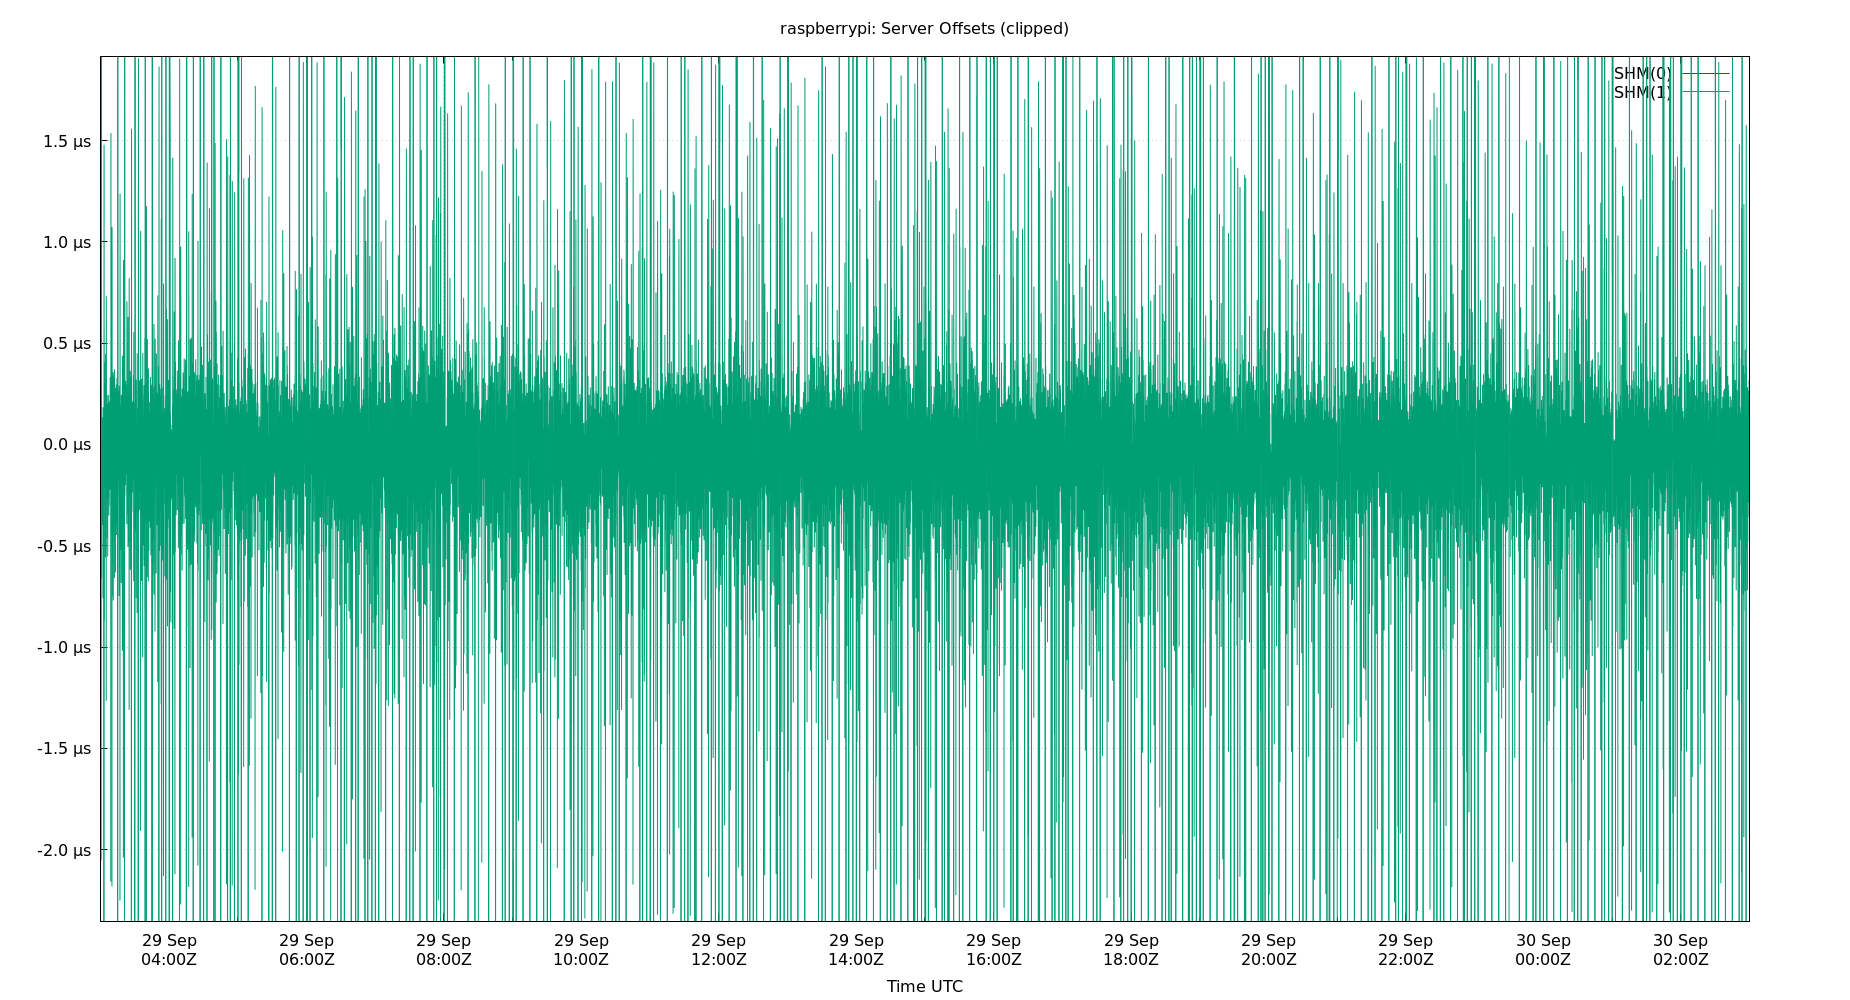 raspberrypi: Server Offsets (clipped)
SHM(0)
SHM(1)
1.5 µs
1.0 µs
0.5 µs
0.0 µs
-0.5 µs
-1.0 µs
-1.5 µs
-2.0 µs
29 Sep 29 Sep 29 Sep 29 Sep 29 Sep 29 Sep 29 Sep 29 Sep 29 Sep 29 Sep 30 Sep 30 Sep
04:00Z 06:00Z 08:00Z 10:00Z 12:00Z 14:00Z 16:00Z 18:00Z 20:00Z 22:00Z 00:00Z 02:00Z
Time UTC